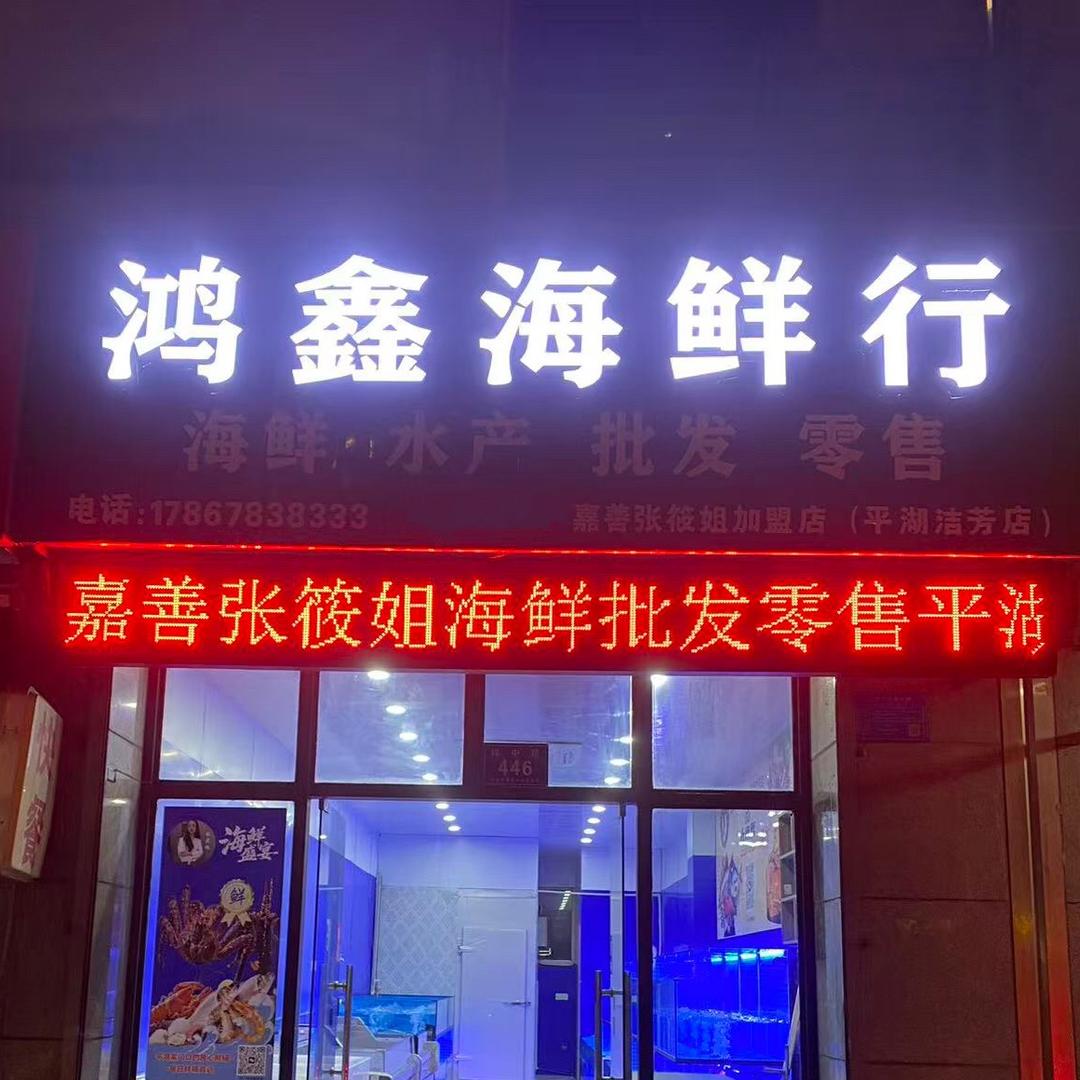 鸿鑫海鲜行
海鲜 水产 批发 零售
电话:17867838333
嘉善张筱姐加盟店(平湖洁芳店)
嘉善张筱姐海鲜批发零售平湖
446
海鲜
盛宴
鲜